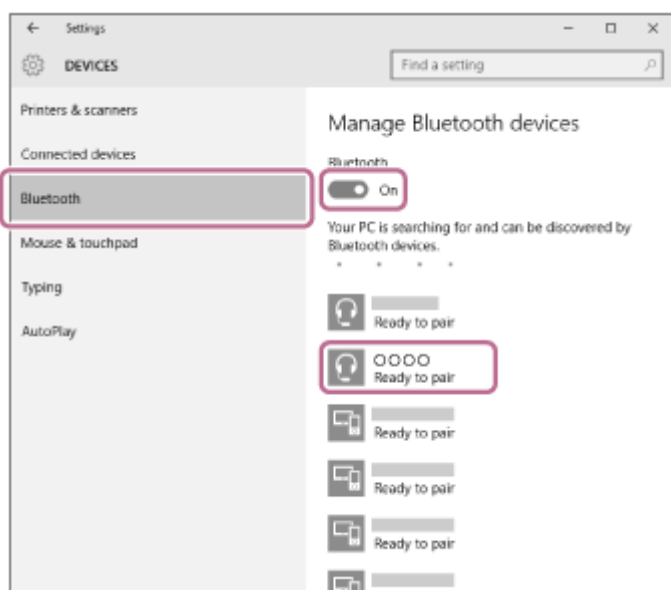 Settings
DEVICES
Find a setting
Printers & scanners
Connected devices
Bluetooth
Mouse & touchpad
Typing
AutoPlay
Manage Bluetooth devices
Bluetooth
On
Your PC is searching for and can be discovered by
Bluetooth devices.
Ready to pair
OOOO
Ready to pair
Ready to pair
Ready to pair
Ready to pair